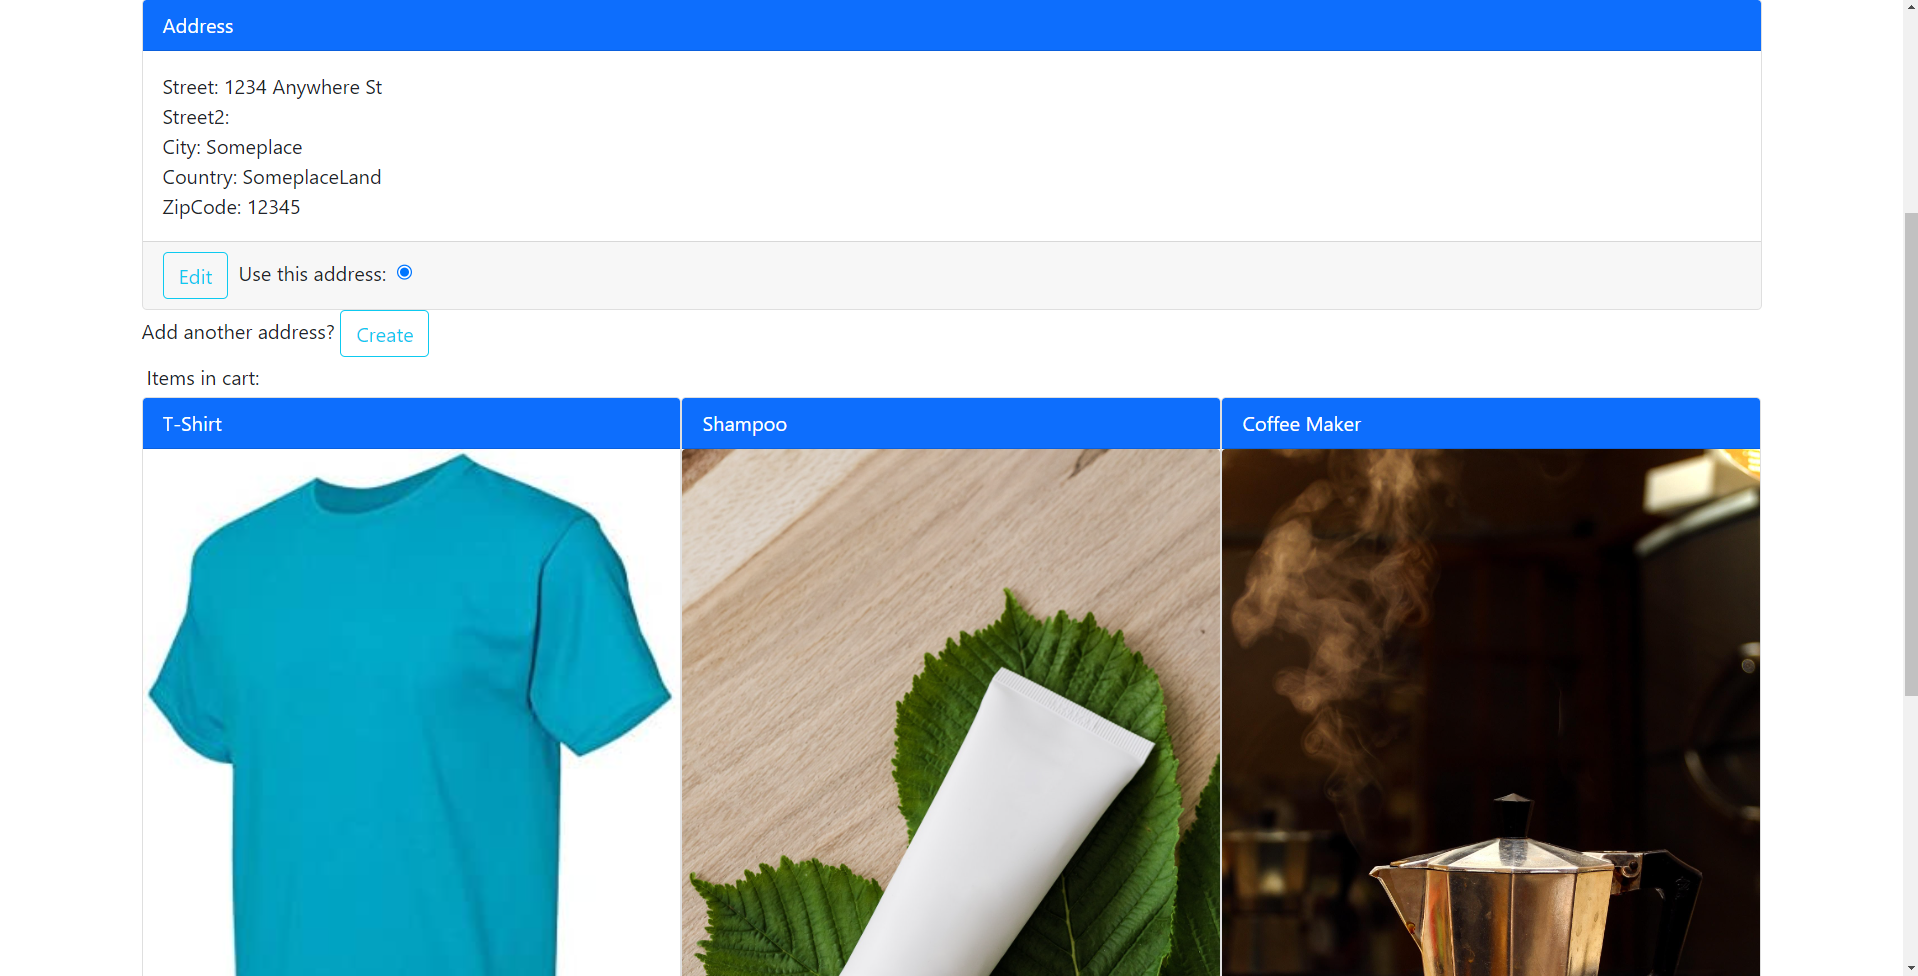 Address
Street: 1234 Anywhere St
Street2:
City: Someplace
Country: SomeplaceLand
ZipCode: 12345
Edit Use this address:
Add another address? Create
Items in cart:
T-Shirt Shampoo Coffee Maker